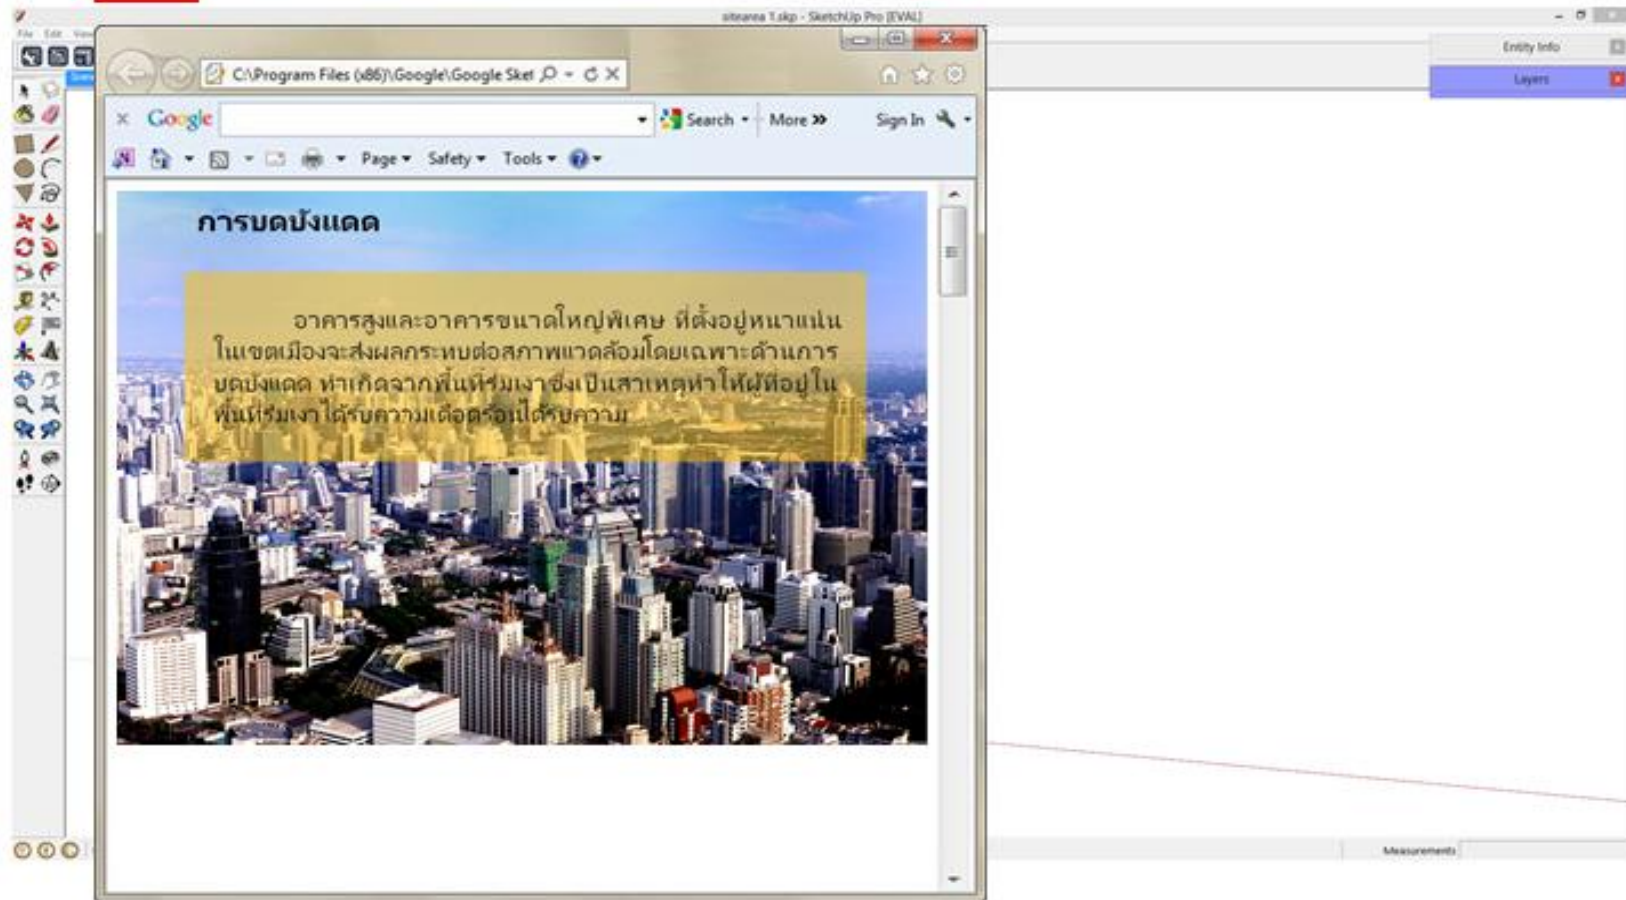 sitearea 1.skp - SketchUp Pro [EVAL]
File Edit View
Entity Info
Layers
C:\Program Files (x86)\Google\Google Sket
Google
Search
More »
Sign In
Page
Safety
Tools
การบดบังแดด
อาคารสูงและอาคารขนาดใหญ่พิเศษ ที่ตั้งอยู่หนาแน่น
ในเขตเมืองจะส่งผลกระทบต่อสภาพแวดล้อมโดยเฉพาะด้านการ
บดบังแดด ทำเกิดจากพื้นที่ร่มเงาซึ่งเป็นสาเหตุทำให้ผู้ที่อยู่ใน
พื้นที่ร่มเงาได้รับความเดือดร้อนได้รับความ
Measurements